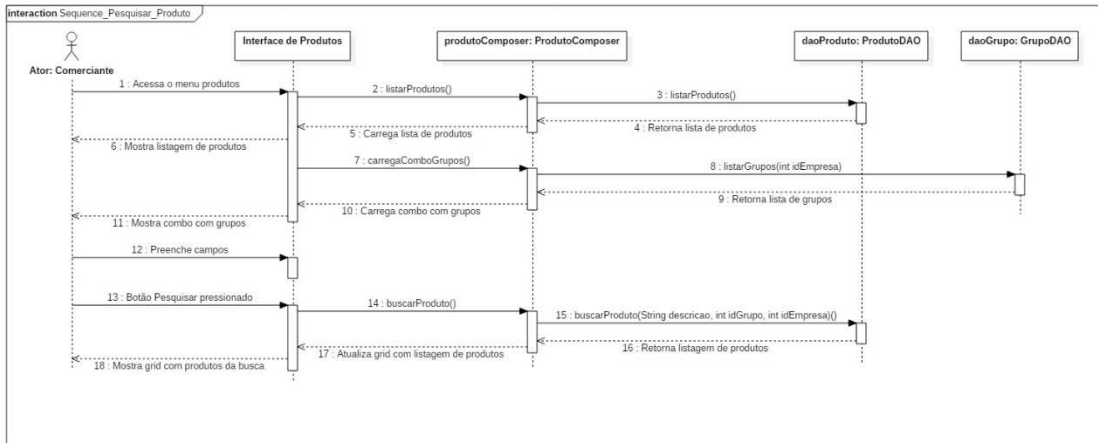 interaction Sequence_Pesquisar_Produto
Ator: Comerciante
Interface de Produtos
produtoComposer: ProdutoComposer
daoProduto: ProdutoDAO
daoGrupo: GrupoDAO
1 : Acessa o menu produtos
2 : listarProdutos()
3 : listarProdutos()
4 : Retorna lista de produtos
5 : Carrega lista de produtos
6 : Mostra listagem de produtos
7 : carregaComboGrupos()
8 : listarGrupos(int idEmpresa)
9 : Retorna lista de grupos
10 : Carrega combo com grupos
11 : Mostra combo com grupos
12 : Preenche campos
13 : Botão Pesquisar pressionado
14 : buscarProduto()
15 : buscarProduto(String descricao, int idGrupo, int idEmpresa)()
16 : Retorna listagem de produtos
17 : Atualiza grid com listagem de produtos
18 : Mostra grid com produtos da busca